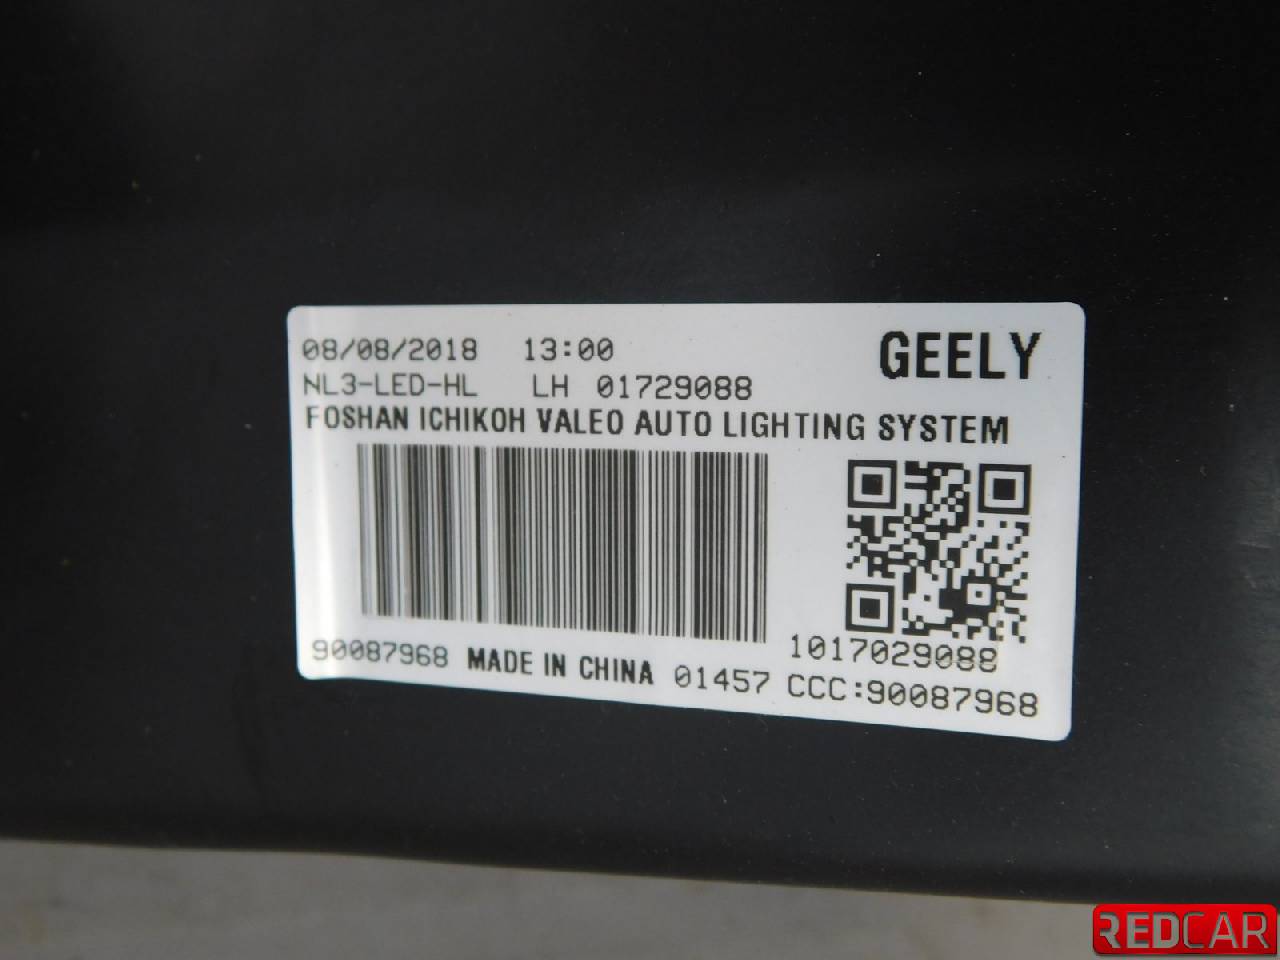 08/08/2018 13:00 GEELY
NL3-LED-HL LH 01729088
FOSHAN ICHIKOH VALEO AUTO LIGHTING SYSTEM
1017029088
90087968 MADE IN CHINA 01457 CCC:90087968
REDCAR